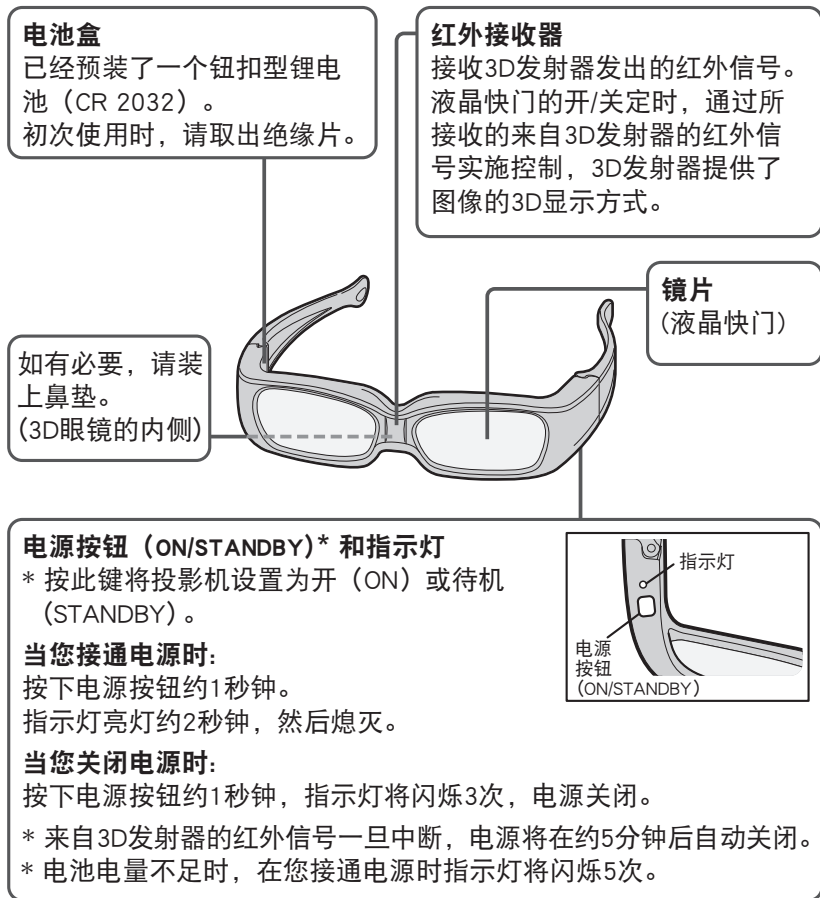 电池盒
已经预装了一个钮扣型锂电
池（CR 2032）。
初次使用时，请取出绝缘片。
红外接收器
接收3D发射器发出的红外信号。
液晶快门的开/关定时，通过所
接收的来自3D发射器的红外信
号实施控制，3D发射器提供了
图像的3D显示方式。
镜片
(液晶快门)
如有必要，请装
上鼻垫。
(3D眼镜的内侧)
电源按钮（ON/STANDBY)* 和指示灯
* 按此键将投影机设置为开（ON）或待机
（STANDBY）。
当您接通电源时:
按下电源按钮约1秒钟。
指示灯亮灯约2秒钟，然后熄灭。
当您关闭电源时:
按下电源按钮约1秒钟，指示灯将闪烁3次，电源关闭。
* 来自3D发射器的红外信号一旦中断，电源将在约5分钟后自动关闭。
* 电池电量不足时，在您接通电源时指示灯将闪烁5次。
指示灯
电源
按钮
（ON/STANDBY）